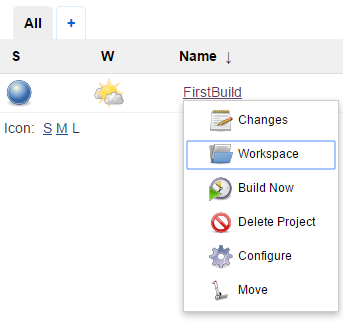 All +
S W Name ↓
FirstBuild
Icon: S M L
Changes
Workspace
Build Now
Delete Project
Configure
Move